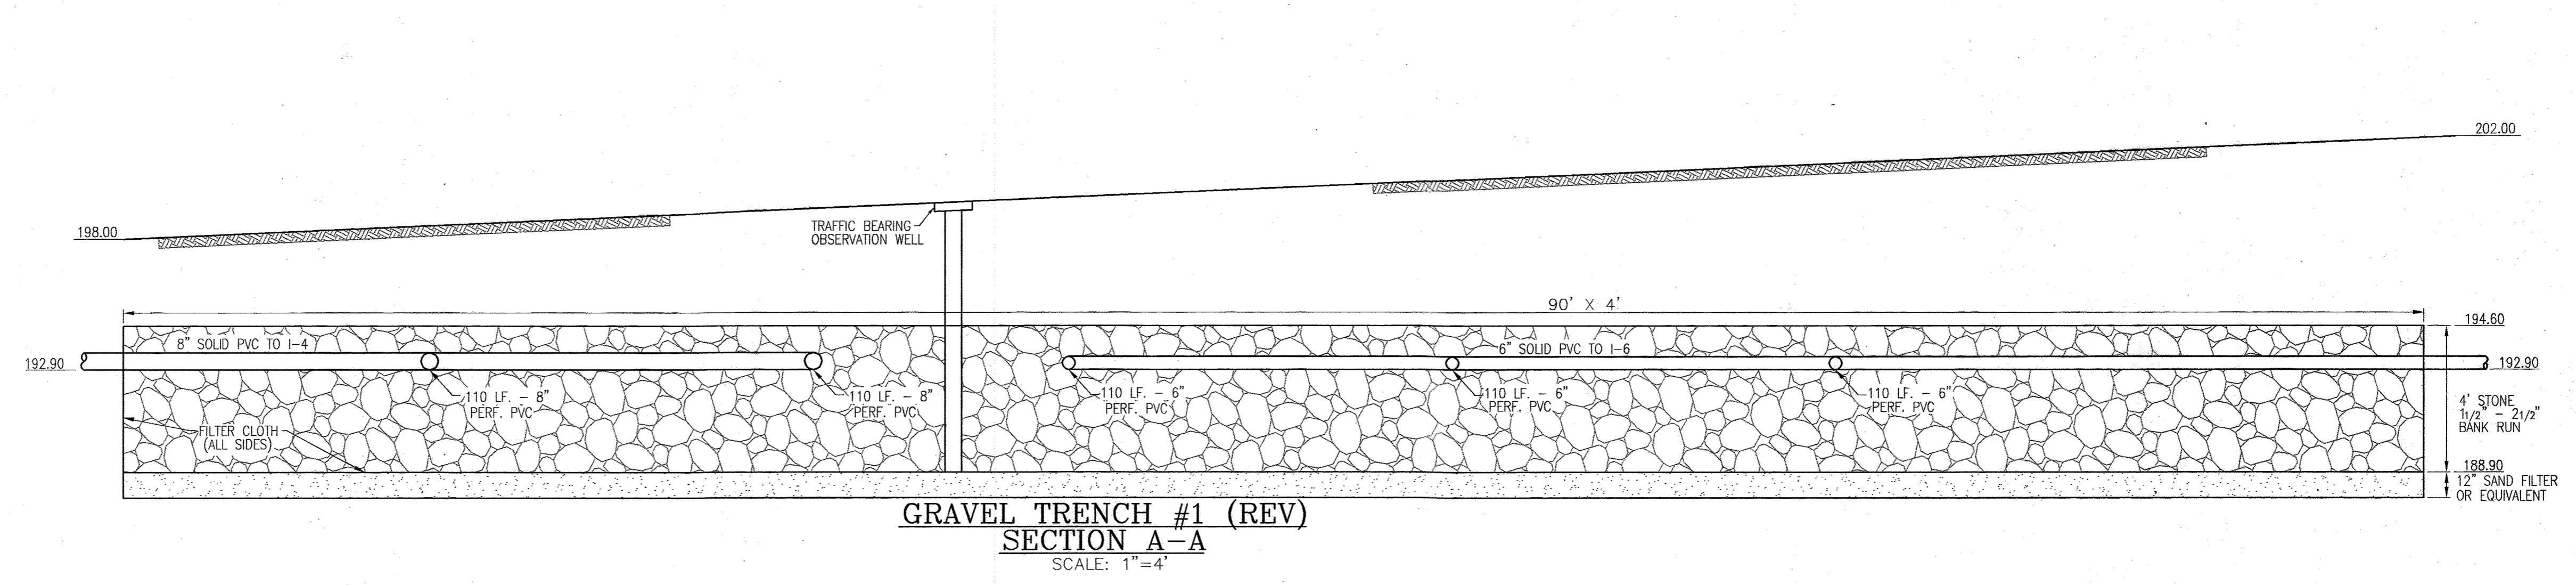 202.00
198.00
TRAFFIC BEARING
OBSERVATION WELL
90' X 4'
194.60
8" SOLID PVC TO I-4
6" SOLID PVC TO I-6
192.90
192.90
110 LF. - 8"
PERF. PVC
110 LF. - 8"
PERF. PVC
110 LF. - 6"
PERF. PVC
110 LF. - 6"
PERF. PVC
110 LF. - 6"
PERF. PVC
4' STONE
1 1/2" - 2 1/2"
BANK RUN
FILTER CLOTH
(ALL SIDES)
188.90
12" SAND FILTER
OR EQUIVALENT
GRAVEL TRENCH #1 (REV)
SECTION A-A
SCALE: 1"=4'